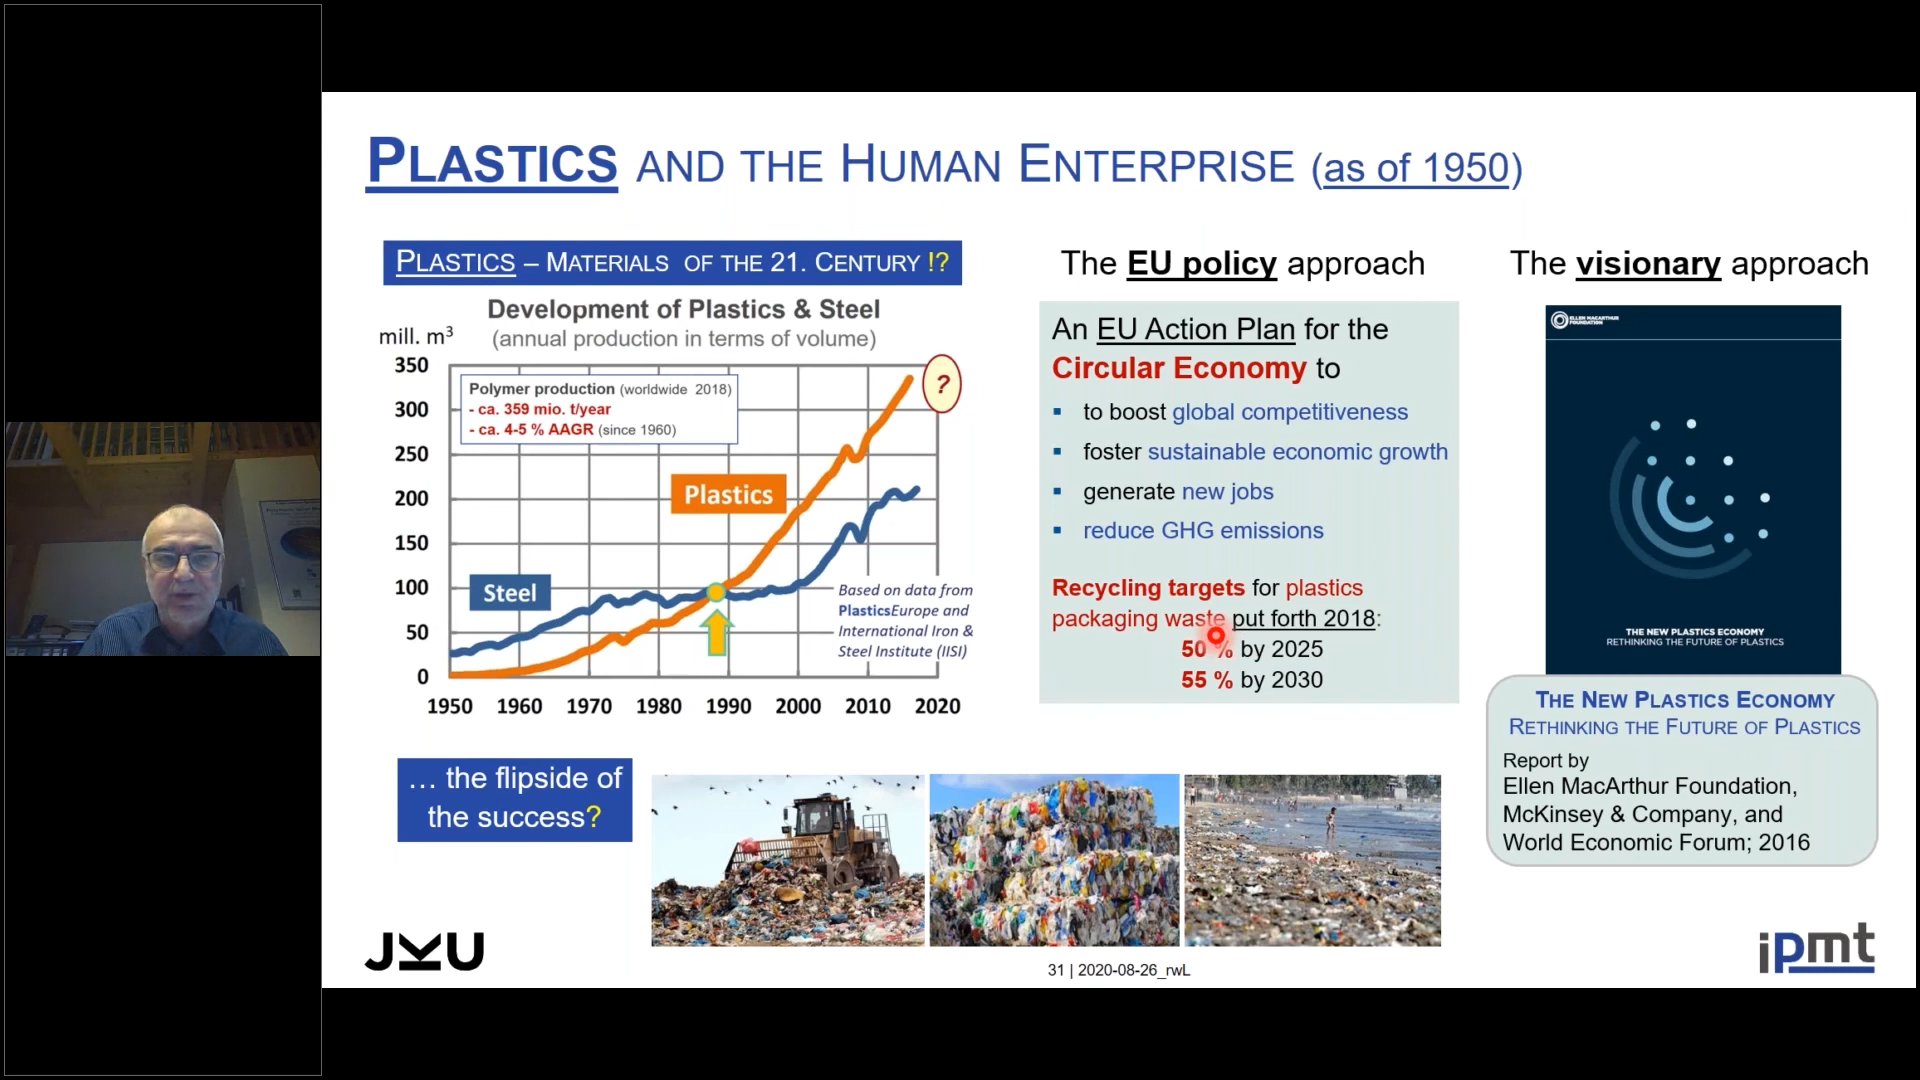 PLASTICS AND THE HUMAN ENTERPRISE (as of 1950)
PLASTICS – MATERIALS OF THE 21. CENTURY !?
Development of Plastics & Steel
mill. m³
(annual production in terms of volume)
350
300
250
200
150
100
50
0
Polymer production (worldwide 2018)
- ca. 359 mio. t/year
- ca. 4-5 % AAGR (since 1960)
?
Plastics
Steel
Based on data from
PlasticsEurope and
International Iron &
Steel Institute (IISI)
1950 1960 1970 1980 1990 2000 2010 2020
The EU policy approach
An EU Action Plan for the
Circular Economy to
▪ to boost global competitiveness
▪ foster sustainable economic growth
▪ generate new jobs
▪ reduce GHG emissions
Recycling targets for plastics
packaging waste put forth 2018:
50 % by 2025
55 % by 2030
The visionary approach
ELLEN MACARTHUR
FOUNDATION
THE NEW PLASTICS ECONOMY
RETHINKING THE FUTURE OF PLASTICS
THE NEW PLASTICS ECONOMY
RETHINKING THE FUTURE OF PLASTICS
Report by
Ellen MacArthur Foundation,
McKinsey & Company, and
World Economic Forum; 2016
… the flipside of
the success?
JKU
31 | 2020-08-26_rwL
ipmt